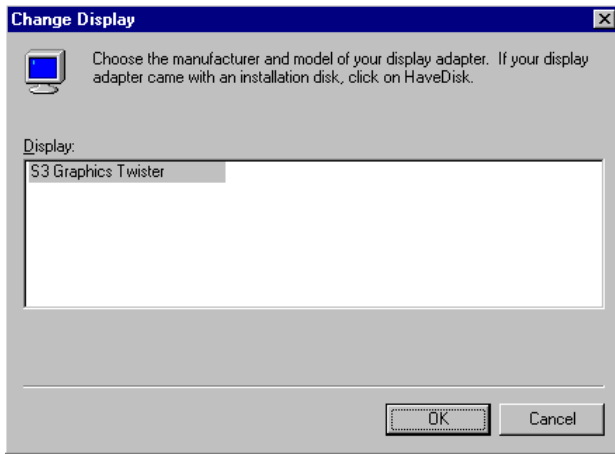 Change Display
Choose the manufacturer and model of your display adapter. If your display
adapter came with an installation disk, click on HaveDisk.
Display:
S3 Graphics Twister
OK
Cancel